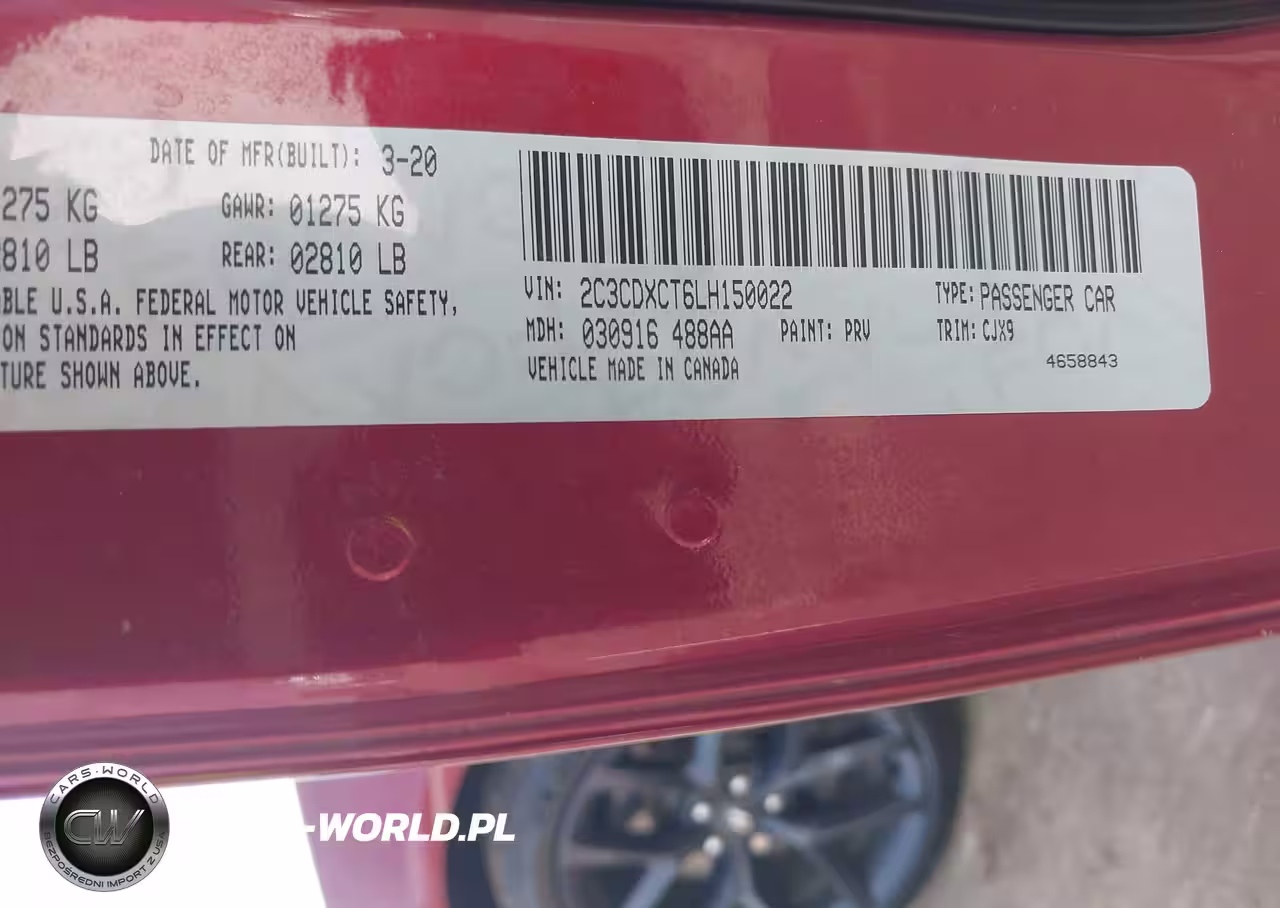 DATE OF MFR(BUILT): 3-20
275 KG GAWR: 01275 KG
810 LB REAR: 02810 LB
BLE U.S.A. FEDERAL MOTOR VEHICLE SAFETY,
ON STANDARDS IN EFFECT ON
TURE SHOWN ABOVE.
VIN: 2C3CDXCT6LH150022 TYPE: PASSENGER CAR
MDH: 030916 488AA PAINT: PRV TRIM: CJX9
VEHICLE MADE IN CANADA 4658843
CARS-WORLD
CW
BEZPOŚREDNI IMPORT Z USA
-WORLD.PL